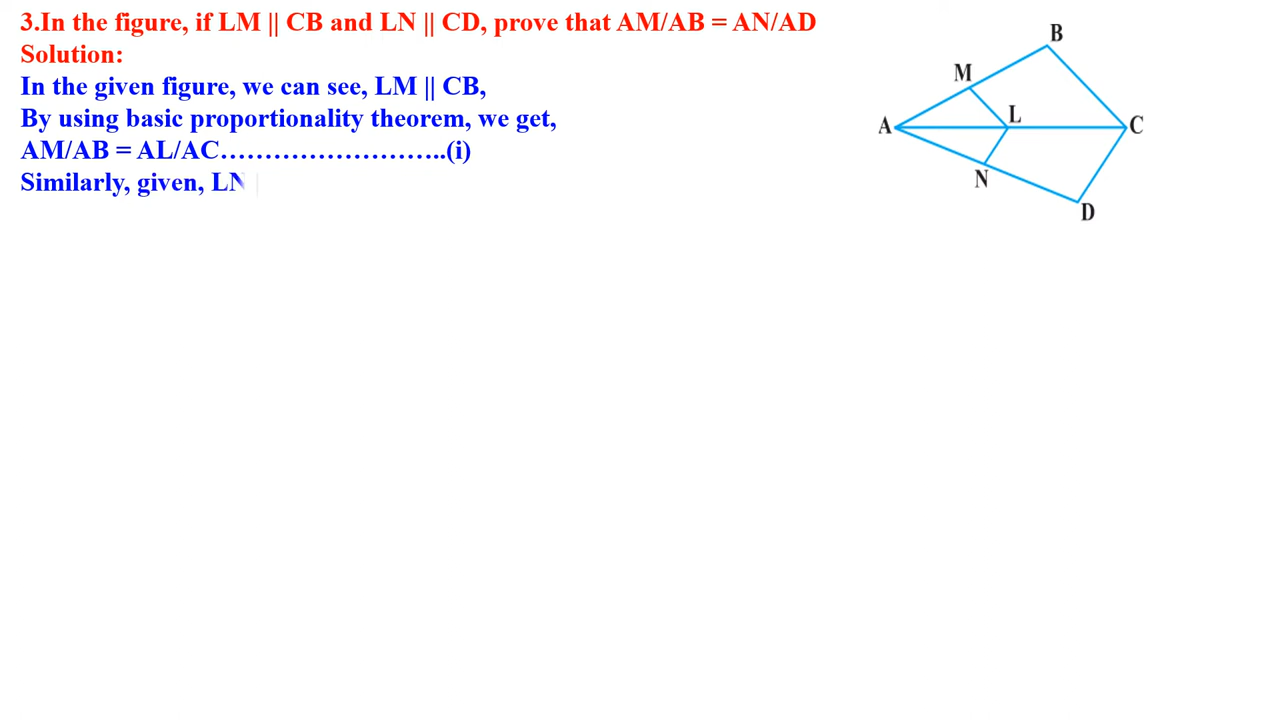 3.In the figure, if LM || CB and LN || CD, prove that AM/AB = AN/AD
Solution:
In the given figure, we can see, LM || CB,
By using basic proportionality theorem, we get,
AM/AB = AL/AC……………………..(i)
Similarly, given, LN
B
M
L
A
C
N
D